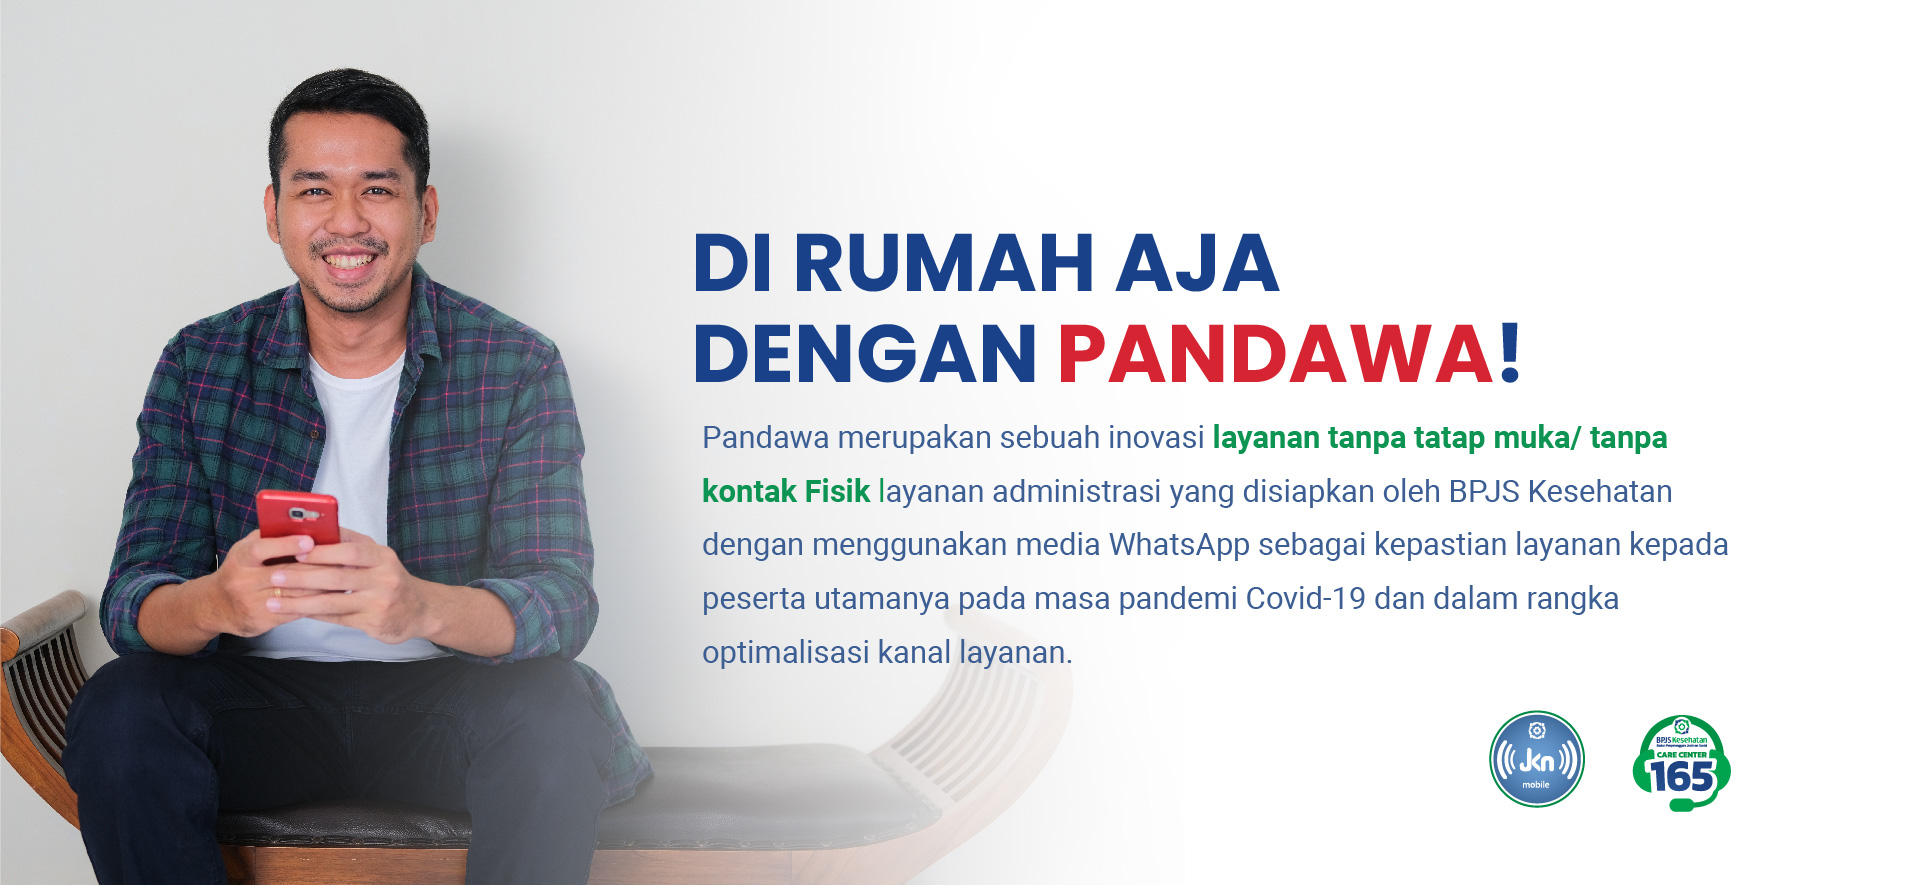 DI RUMAH AJA
DENGAN PANDAWA!
Pandawa merupakan sebuah inovasi layanan tanpa tatap muka/ tanpa
kontak Fisik layanan administrasi yang disiapkan oleh BPJS Kesehatan
dengan menggunakan media WhatsApp sebagai kepastian layanan kepada
peserta utamanya pada masa pandemi Covid-19 dan dalam rangka
optimalisasi kanal layanan.
Jkn
mobile
BPJS Kesehatan
CARE CENTER
165